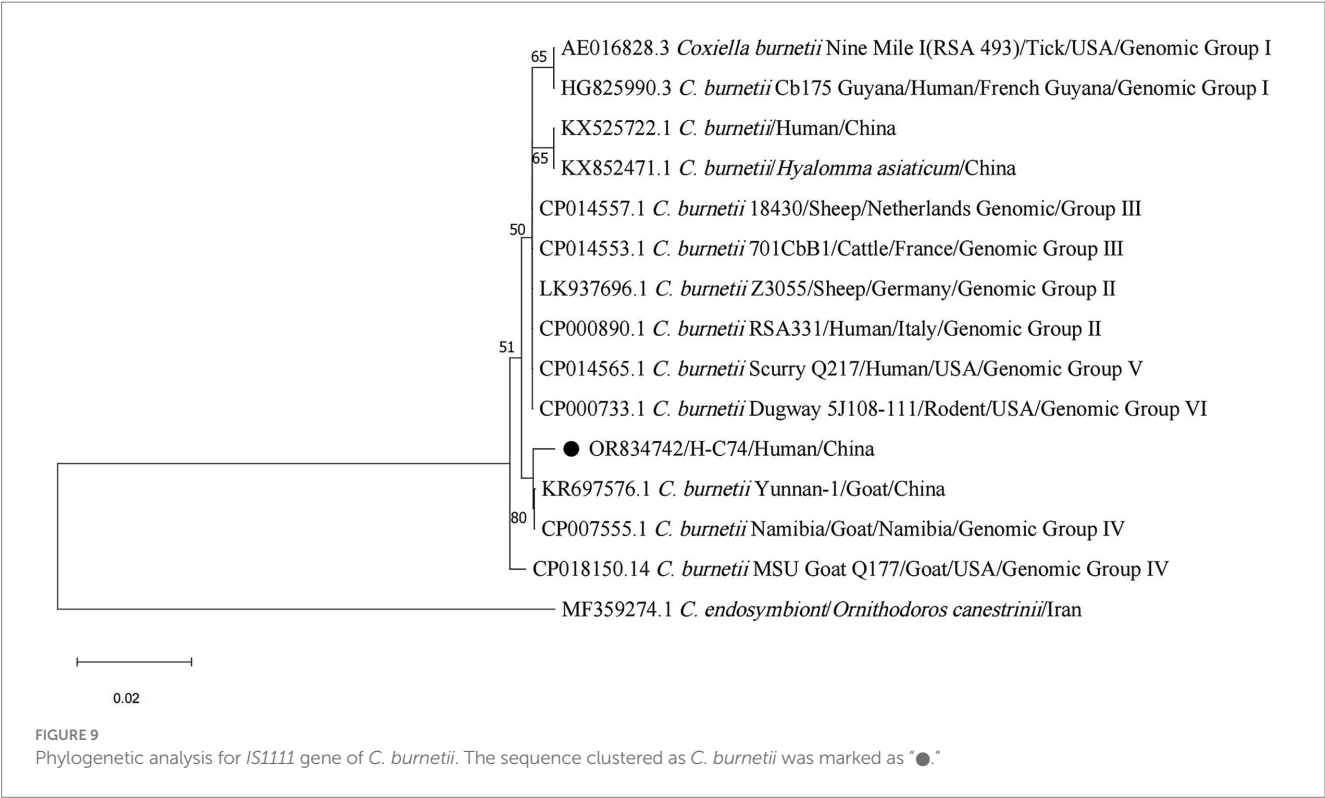 65
AE016828.3 Coxiella burnetii Nine Mile I(RSA 493)/Tick/USA/Genomic Group I
HG825990.3 C. burnetii Cb175 Guyana/Human/French Guyana/Genomic Group I
KX525722.1 C. burnetii/Human/China
65
KX852471.1 C. burnetii/Hyalomma asiaticum/China
CP014557.1 C. burnetii 18430/Sheep/Netherlands Genomic/Group III
50
CP014553.1 C. burnetii 701CbB1/Cattle/France/Genomic Group III
LK937696.1 C. burnetii Z3055/Sheep/Germany/Genomic Group II
CP000890.1 C. burnetii RSA331/Human/Italy/Genomic Group II
51
CP014565.1 C. burnetii Scurry Q217/Human/USA/Genomic Group V
CP000733.1 C. burnetii Dugway 5J108-111/Rodent/USA/Genomic Group VI
● OR834742/H-C74/Human/China
KR697576.1 C. burnetii Yunnan-1/Goat/China
80
CP007555.1 C. burnetii Namibia/Goat/Namibia/Genomic Group IV
CP018150.14 C. burnetii MSU Goat Q177/Goat/USA/Genomic Group IV
MF359274.1 C. endosymbiont/Ornithodoros canestrinii/Iran
0.02
FIGURE 9
Phylogenetic analysis for IS1111 gene of C. burnetii. The sequence clustered as C. burnetii was marked as “●.”